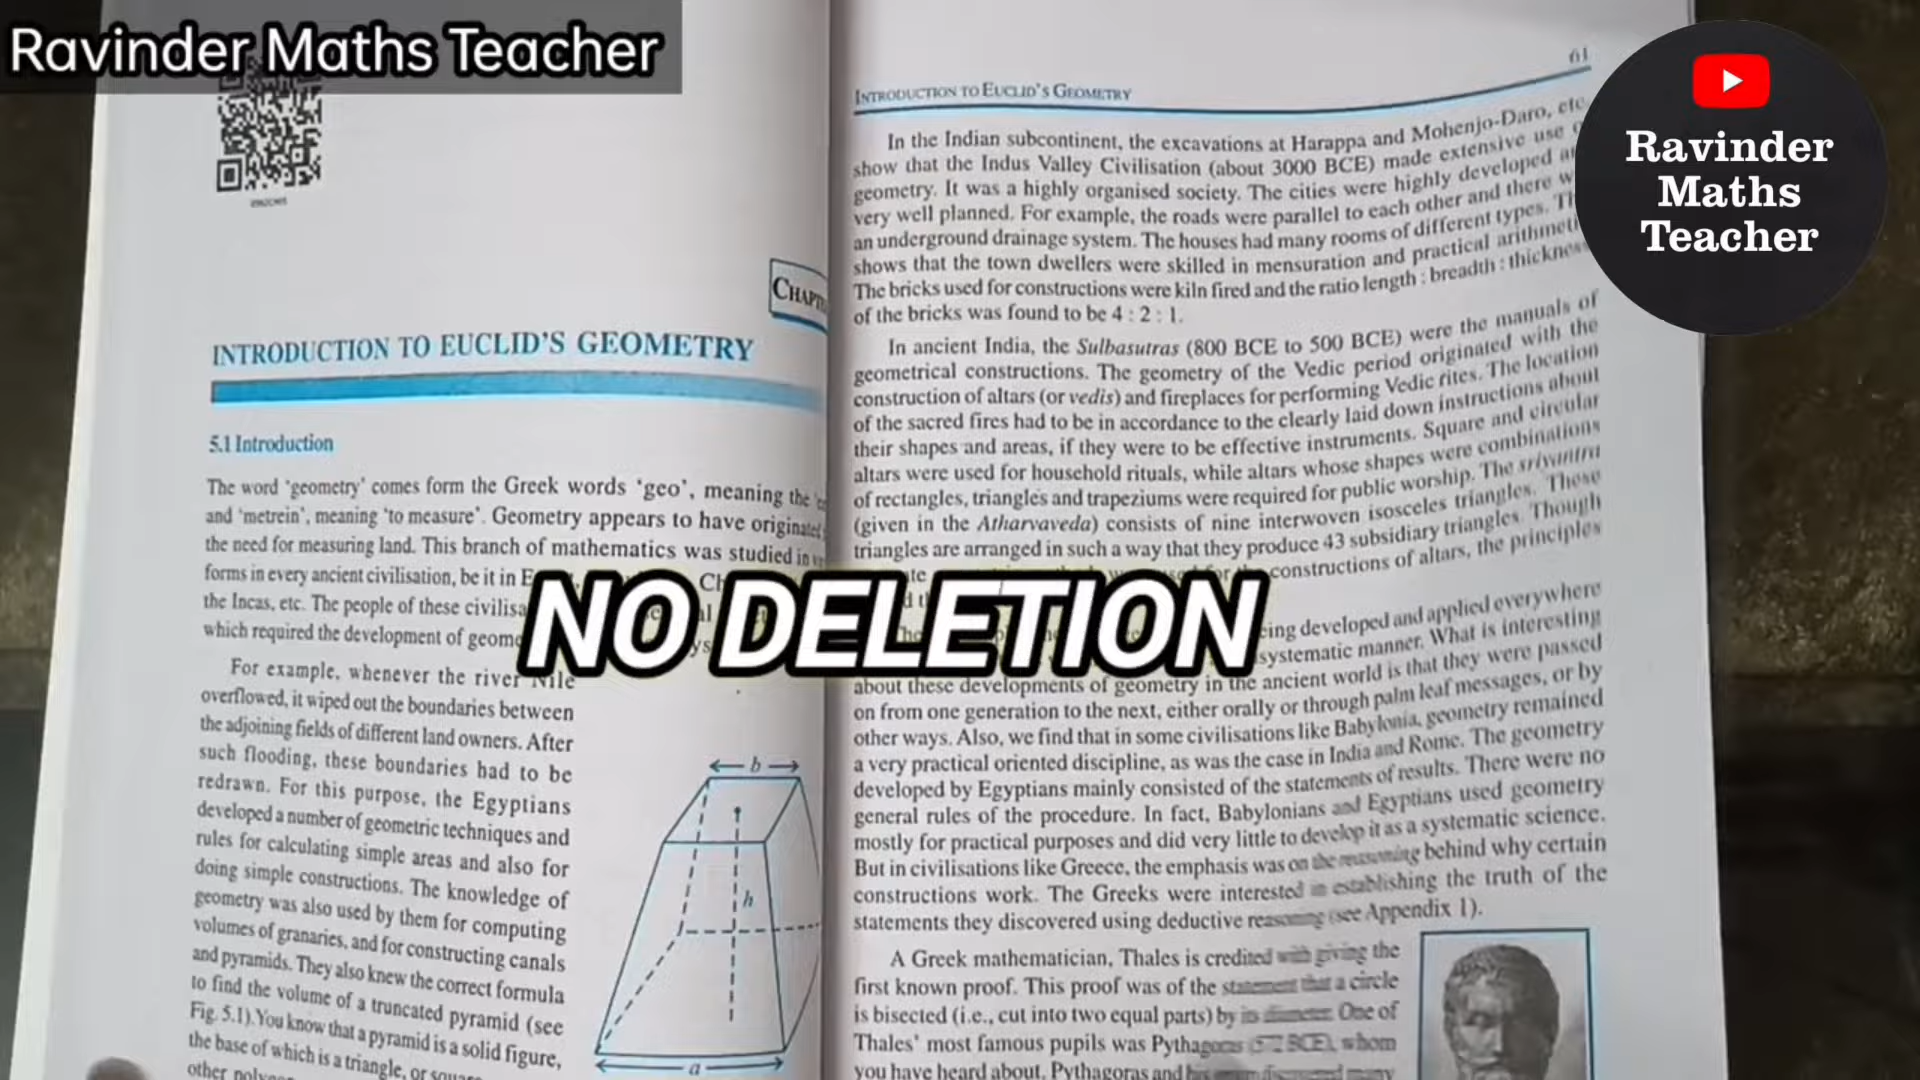 Ravinder Maths Teacher
Ravinder
Maths
Teacher
NO DELETION
CHAPT
INTRODUCTION TO EUCLID'S GEOMETRY
5.1 Introduction
The word 'geometry' comes form the Greek words 'geo', meaning the
and 'metrein', meaning 'to measure'. Geometry appears to have originated
the need for measuring land. This branch of mathematics was studied in
forms in every ancient civilisation, be it in
the Incas, etc. The people of these
which required the development of
For example, whenever the river Nile
overflowed, it wiped out the boundaries between
the adjoining fields of different land owners. After
such flooding, these boundaries had to be
redrawn. For this purpose, the Egyptians
developed a number of geometric techniques and
rules for calculating simple areas and also for
doing simple constructions. The knowledge of
geometry was also used by them for computing
volumes of granaries, and for constructing canals
and pyramids. They also knew the correct formula
to find the volume of a truncated pyramid (see
Fig. 5.1). You know that a pyramid is a solid figure,
the base of which is a triangle, or
other
b
h
a
61
INTRODUCTION TO EUCLID'S GEOMETRY
In the Indian subcontinent, the excavations at Harappa and Mohenjo-Daro, etc.
show that the Indus Valley Civilisation (about 3000 BCE) made extensive use
geometry. It was a highly organised society. The cities were highly developed
very well planned. For example, the roads were parallel to each other and there
an underground drainage system. The houses had many rooms of different types.
shows that the town dwellers were skilled in mensuration and practical
The bricks used for constructions were kiln fired and the ratio length : breadth : thickness
of the bricks was found to be 4 : 2 : 1.
In ancient India, the Sulbasutras (800 BCE to 500 BCE) were the manuals of
geometrical constructions. The geometry of the Vedic period originated with the
construction of altars (or vedis) and fireplaces for performing Vedic rites. The location
of the sacred fires had to be in accordance to the clearly laid down instructions about
their shapes and areas, if they were to be effective instruments. Square and circular
altars were used for household rituals, while altars whose shapes were combinations
of rectangles, triangles and trapeziums were required for public worship. The sriyantra
(given in the Atharvaveda) consists of nine interwoven isosceles triangles. These
triangles are arranged in such a way that they produce 43 subsidiary triangles. Though
constructions of altars, the principles
developed and applied everywhere
systematic manner. What is interesting
about these developments of geometry in the ancient world is that they were passed
on from one generation to the next, either orally or through palm leaf messages, or by
other ways. Also, we find that in some civilisations like Babylonia, geometry remained
a very practical oriented discipline, as was the case in India and Rome. The geometry
developed by Egyptians mainly consisted of the statements of results. There were no
general rules of the procedure. In fact, Babylonians and Egyptians used geometry
mostly for practical purposes and did very little to develop it as a systematic science.
But in civilisations like Greece, the emphasis was on the reasoning behind why certain
constructions work. The Greeks were interested in establishing the truth of the
statements they discovered using deductive reasoning (see Appendix 1).
A Greek mathematician, Thales is credited with giving the
first known proof. This proof was of the statement that a circle
is bisected (i.e., cut into two equal parts) by its diameter. One of
Thales' most famous pupils was Pythagoras (572 BCE), whom
you have heard about. Pythagoras and his